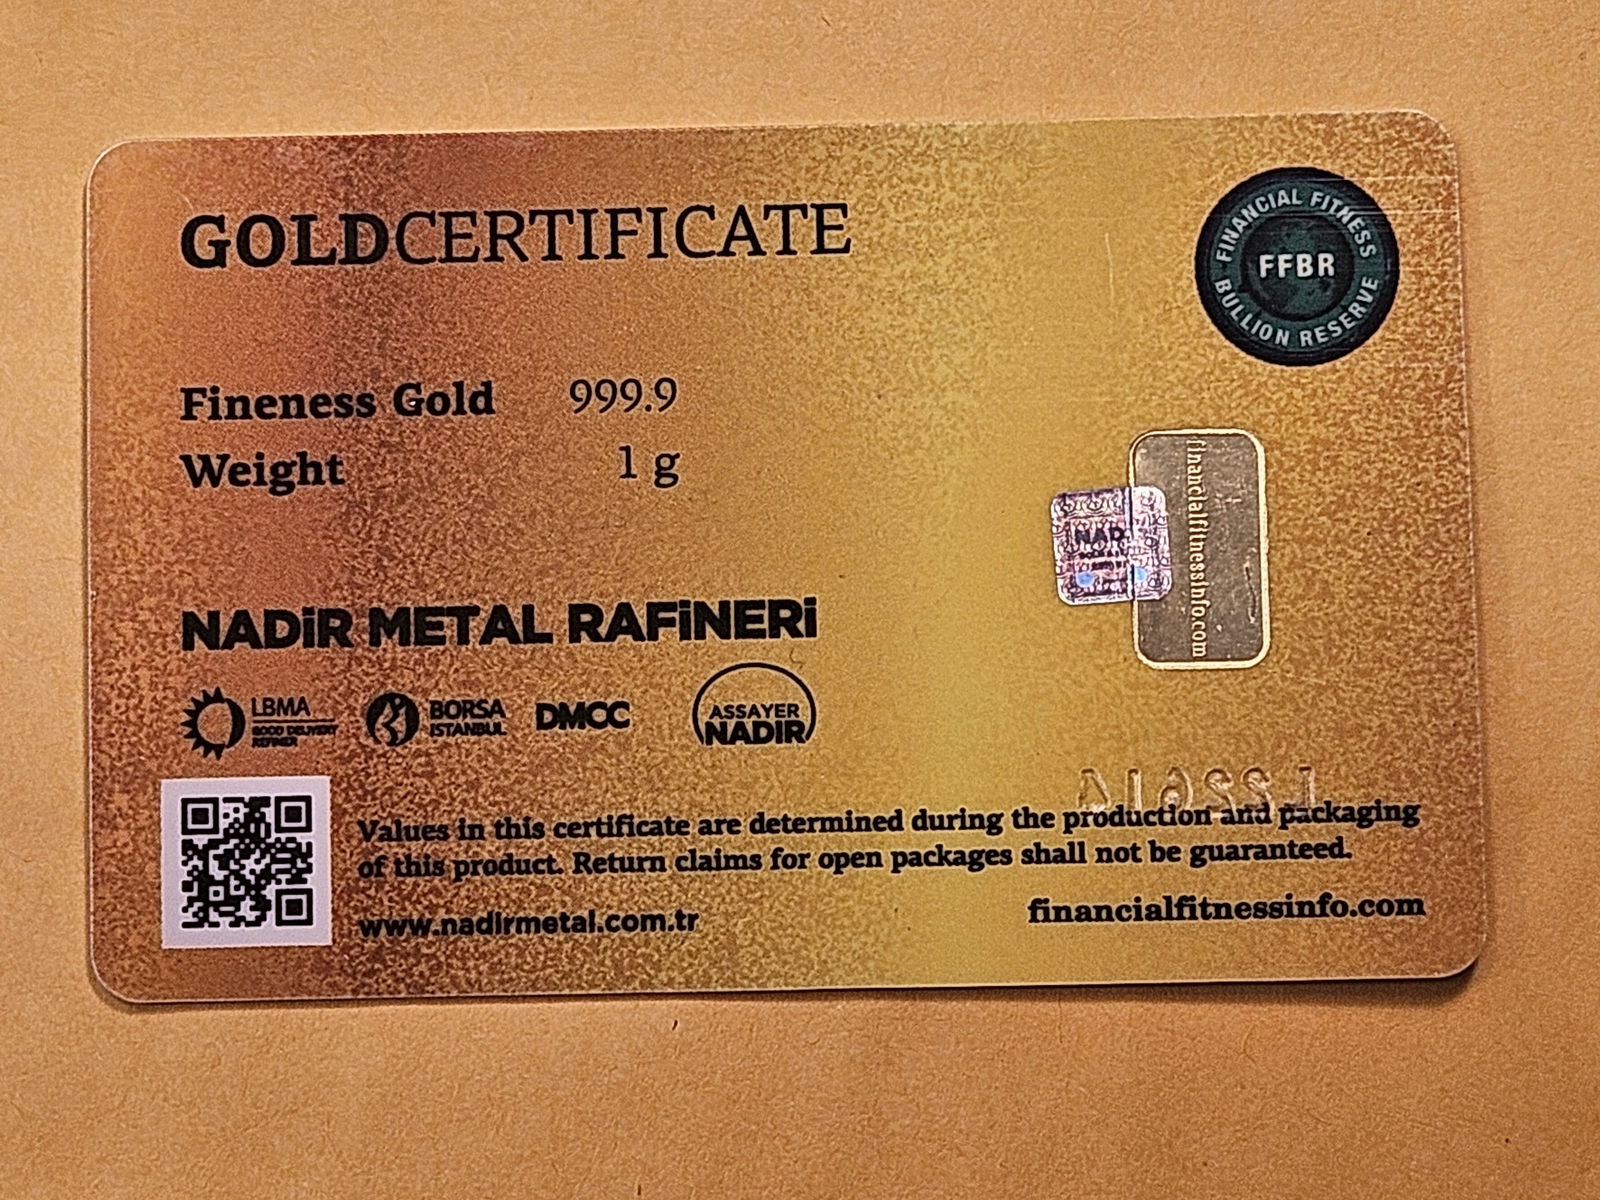 GOLDCERTIFICATE
FINANCIAL FITNESS
FFBR
BULLION RESERVE
Fineness Gold 999.9
Weight 1 g
financialfitnessinfo.com
NAD
NADiR METAL RAFiNERi
LBMA
GOOD DELIVERY
REFINER
BORSA
ISTANBUL
DMCC
ASSAYER
NADIR
Values in this certificate are determined during the production and packaging
of this product. Return claims for open packages shall not be guaranteed.
www.nadirmetal.com.tr
financialfitnessinfo.com